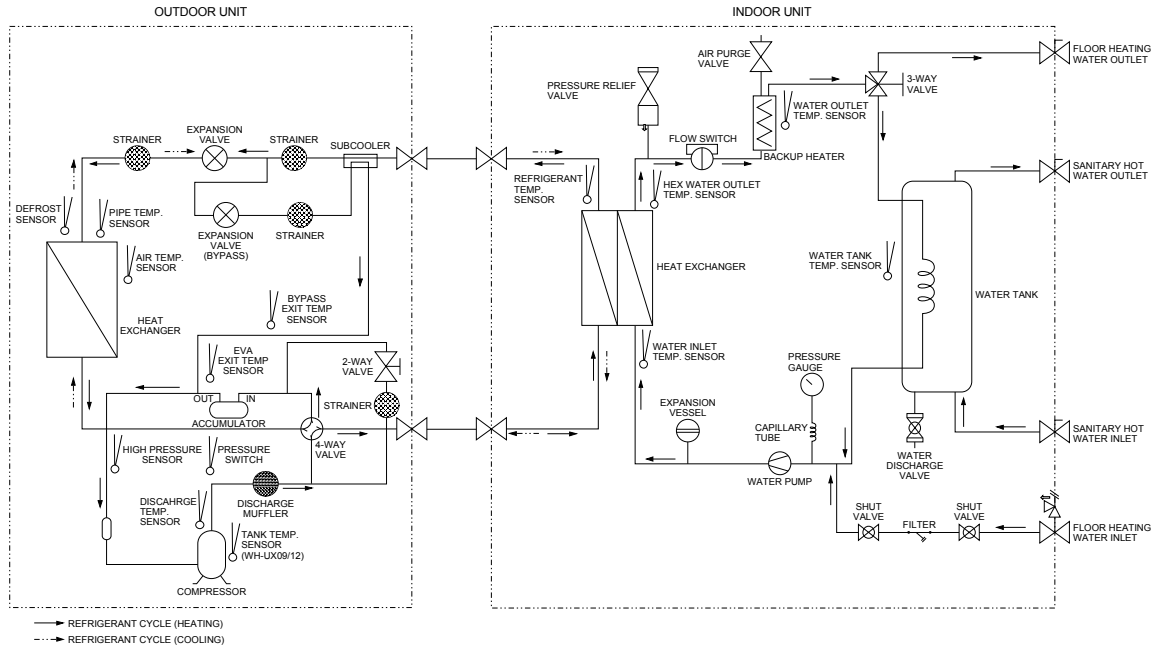 OUTDOOR UNIT
INDOOR UNIT
AIR PURGE
VALVE
PRESSURE RELIEF
VALVE
FLOOR HEATING
WATER OUTLET
3-WAY
VALVE
WATER OUTLET
TEMP. SENSOR
STRAINER
EXPANSION
VALVE
STRAINER
SUBCOOLER
FLOW SWITCH
BACKUP HEATER
REFRIGERANT
TEMP.
SENSOR
HEX WATER OUTLET
TEMP. SENSOR
SANITARY HOT
WATER OUTLET
DEFROST
SENSOR
PIPE TEMP.
SENSOR
EXPANSION
VALVE
(BYPASS)
STRAINER
AIR TEMP.
SENSOR
HEAT EXCHANGER
WATER TANK
TEMP. SENSOR
WATER TANK
HEAT
EXCHANGER
BYPASS
EXIT TEMP
SENSOR
EVA
EXIT TEMP
SENSOR
2-WAY
VALVE
WATER INLET
TEMP. SENSOR
PRESSURE
GAUGE
OUT
IN
ACCUMULATOR
STRAINER
4-WAY
VALVE
EXPANSION
VESSEL
CAPILLARY
TUBE
WATER PUMP
WATER
DISCHARGE
VALVE
SANITARY HOT
WATER INLET
HIGH PRESSURE
SENSOR
PRESSURE
SWITCH
DISCAHRGE
TEMP.
SENSOR
DISCHARGE
MUFFLER
TANK TEMP.
SENSOR
(WH-UX09/12)
COMPRESSOR
SHUT
VALVE
FILTER
SHUT
VALVE
FLOOR HEATING
WATER INLET
REFRIGERANT CYCLE (HEATING)
REFRIGERANT CYCLE (COOLING)